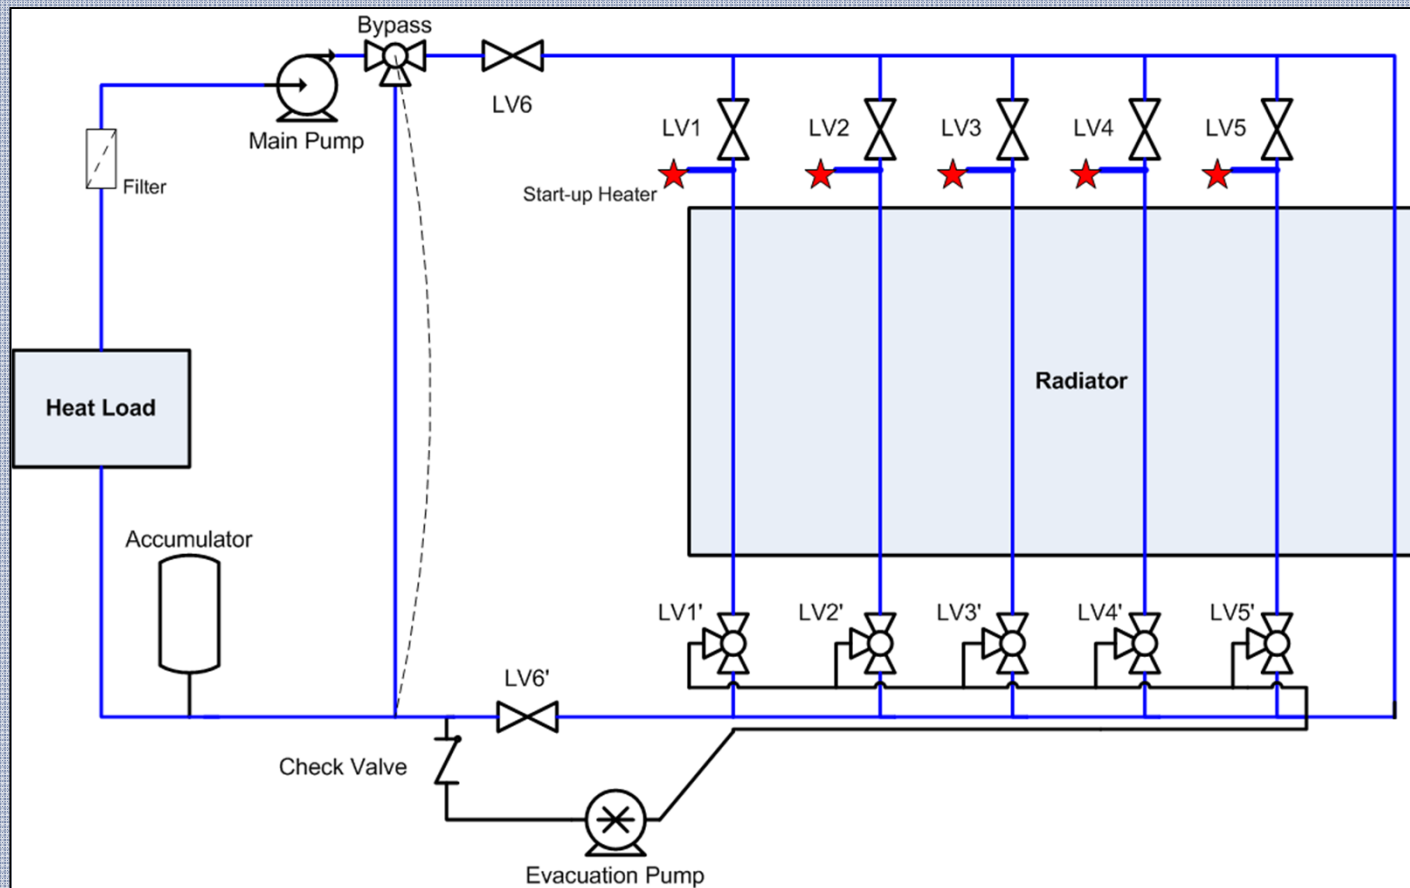 Bypass
LV6
Main Pump
Filter
LV1
LV2
LV3
LV4
LV5
Start-up Heater
Radiator
Heat Load
Accumulator
LV1'
LV2'
LV3'
LV4'
LV5'
LV6'
Check Valve
Evacuation Pump